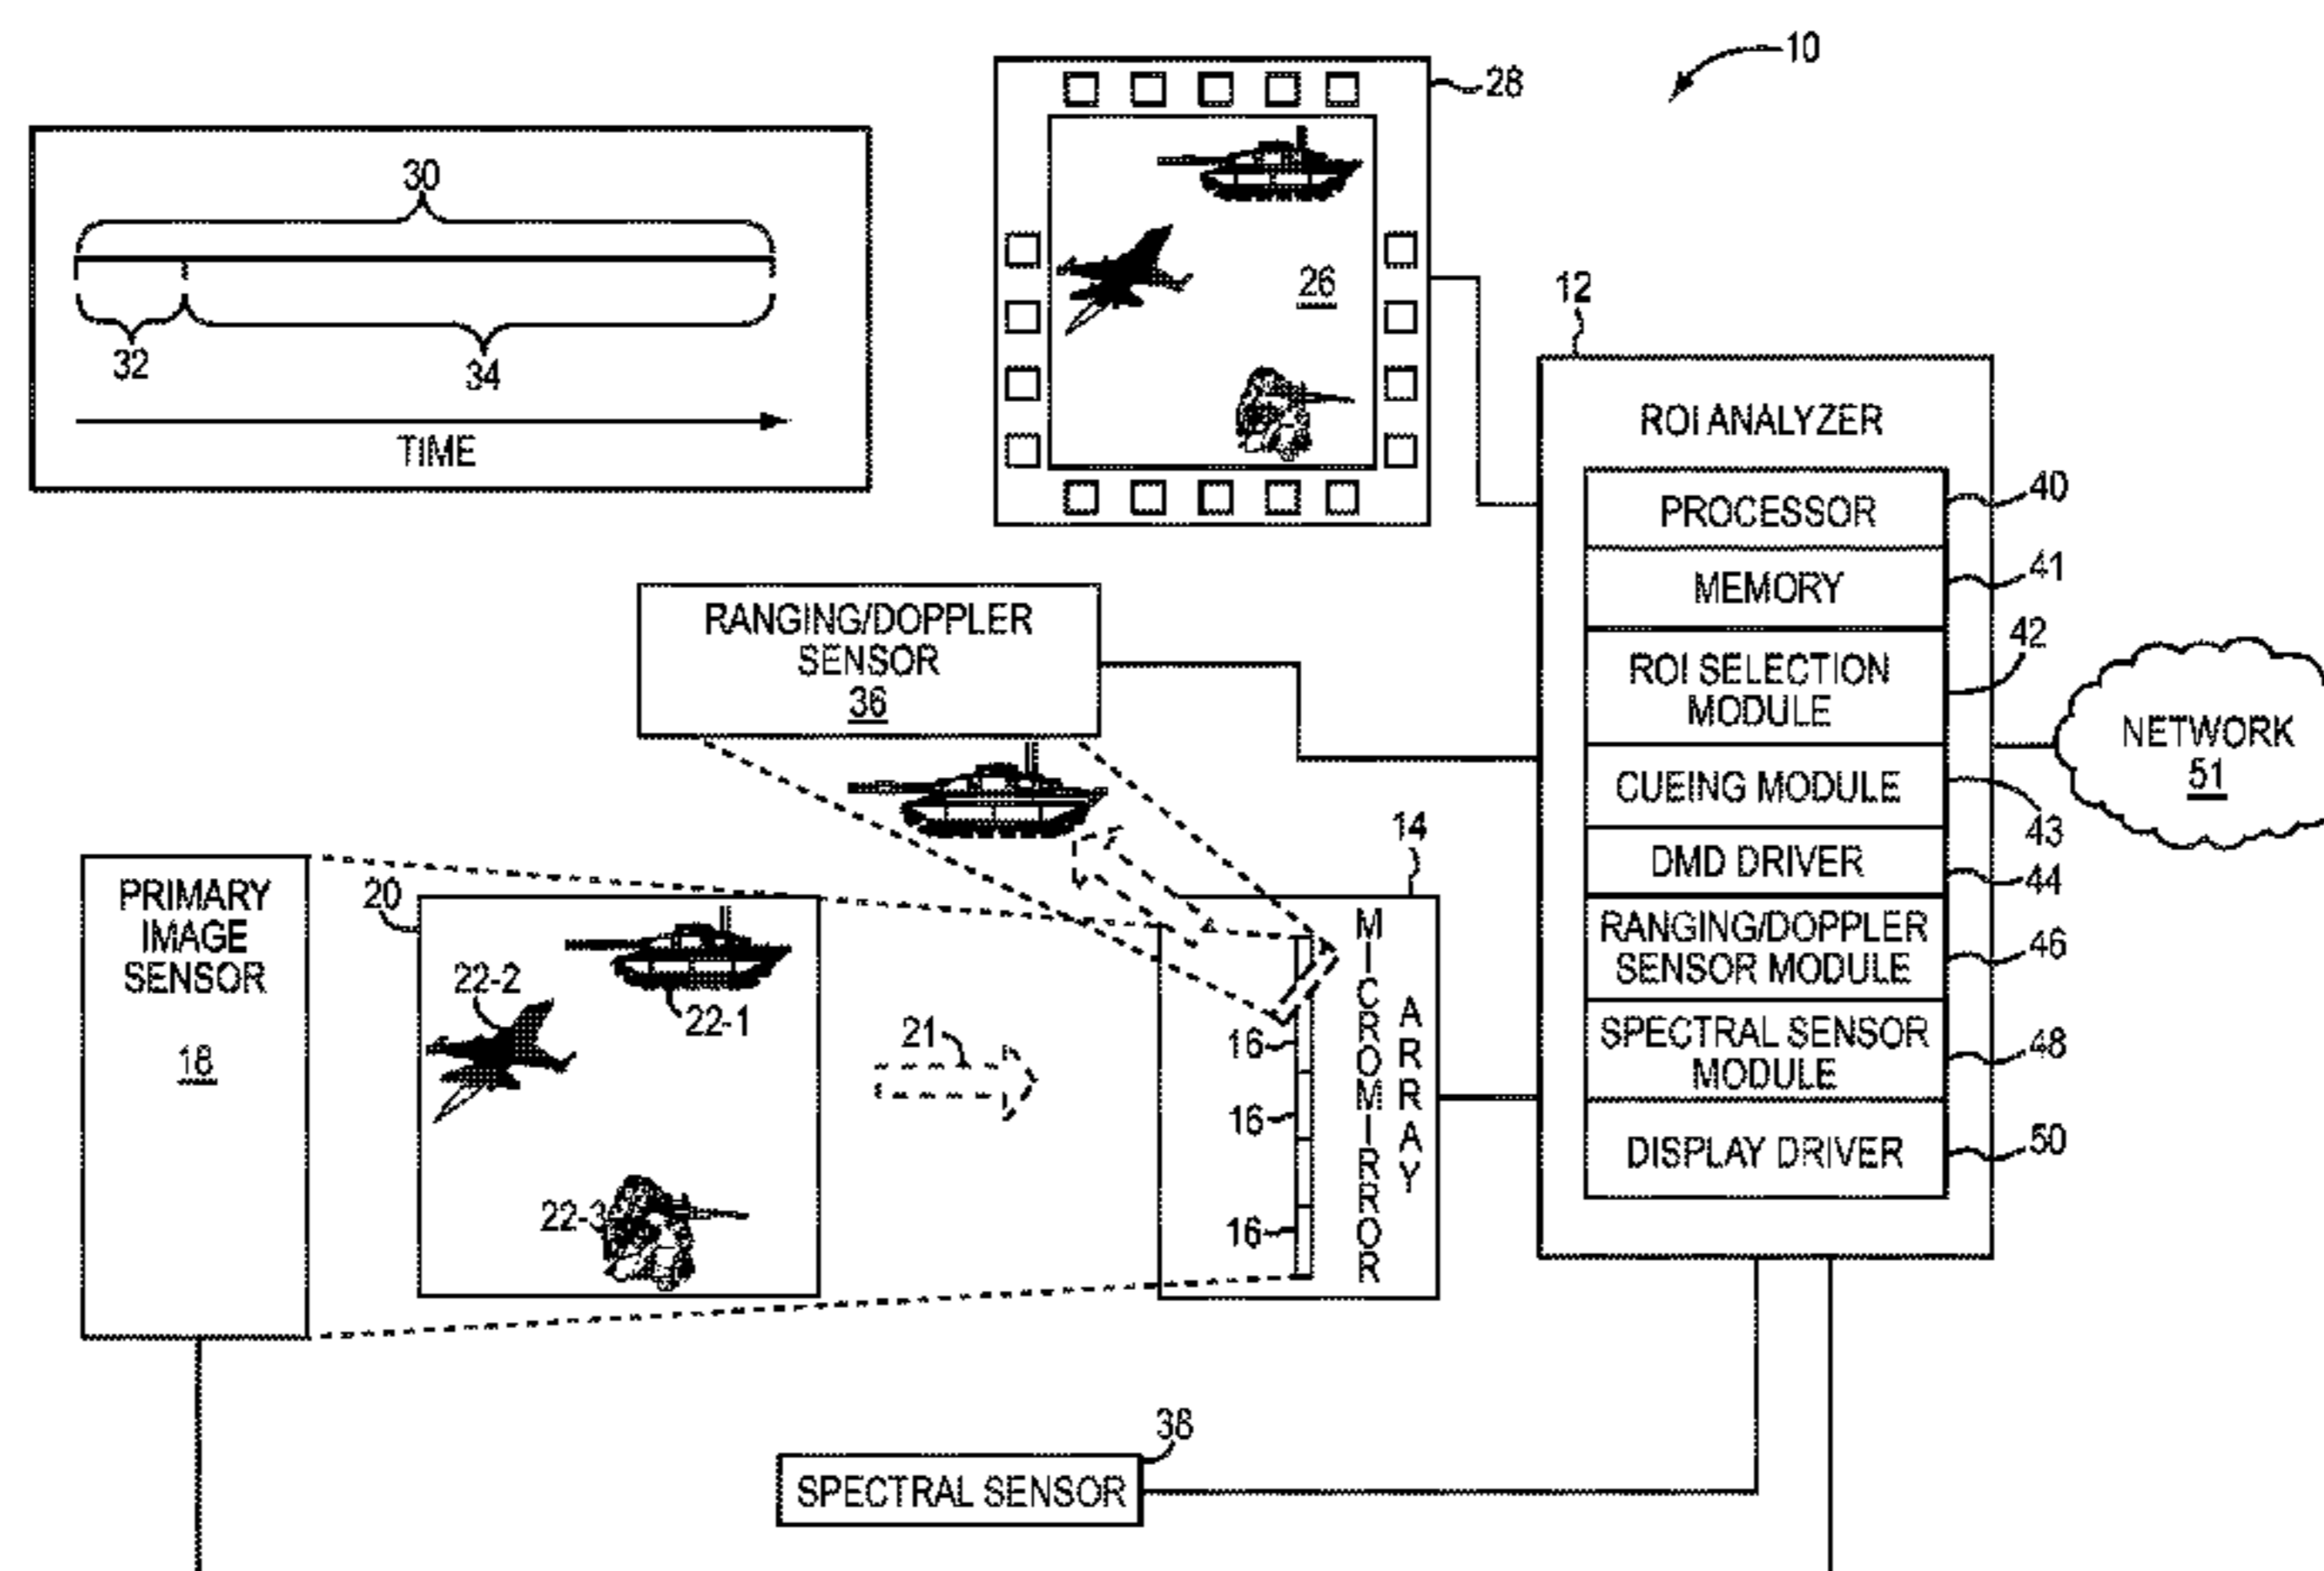 10
28
30
26
12
32
34
TIME
ROI ANALYZER
PROCESSOR
40
MEMORY
41
RANGING/DOPPLER
SENSOR
36
ROI SELECTION
MODULE
42
NETWORK
51
CUEING MODULE
43
14
DMD DRIVER
44
PRIMARY
IMAGE
SENSOR
18
20
22-2
22-1
RANGING/DOPPLER
SENSOR MODULE
46
21
16
16
16
MICROMIRROR
ARRAY
SPECTRAL SENSOR
MODULE
48
DISPLAY DRIVER
50
22-3
38
SPECTRAL SENSOR